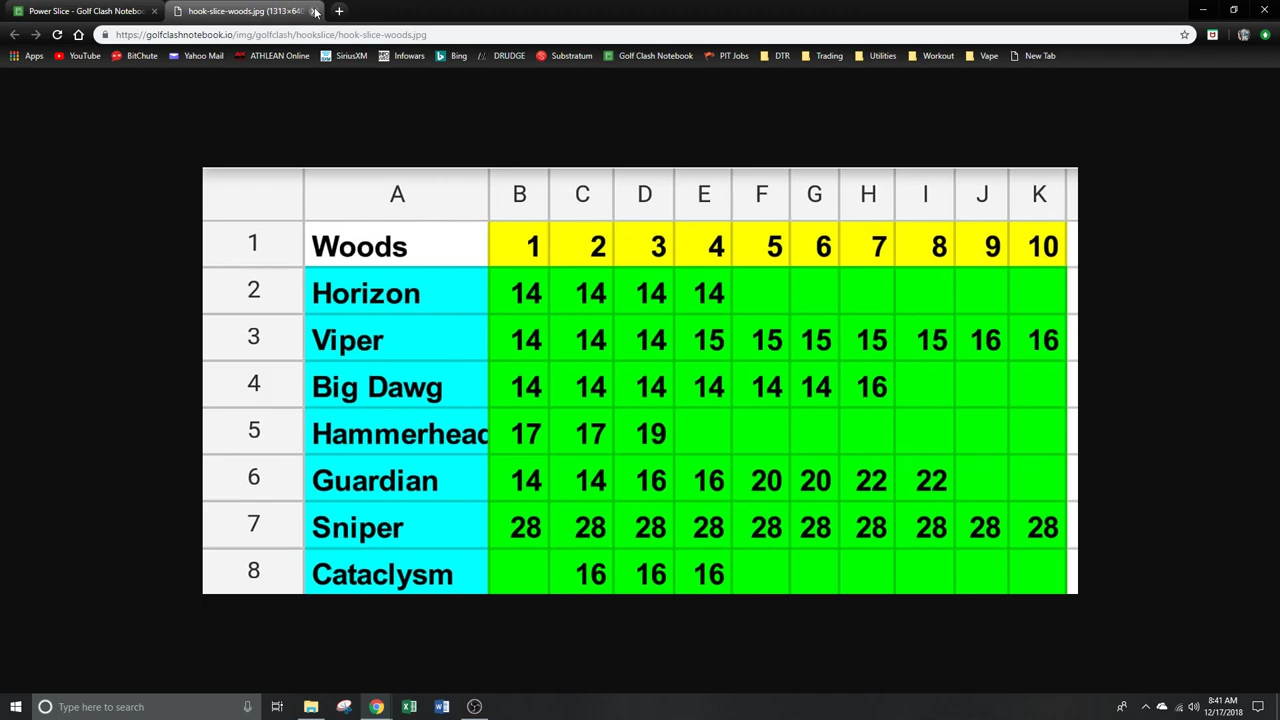 Power Slice - Golf Clash Notebo
hook-slice-woods.jpg (1313×640
https://golfclashnotebook.io/img/golfclash/hookslice/hook-slice-woods.jpg
Apps YouTube BitChute Yahoo Mail ATHLEAN Online SiriusXM Infowars Bing DRUDGE Substratum Golf Clash Notebook PIT Jobs DTR Trading Utilities Workout Vape New Tab
A B C D E F G H I J K
1 Woods 1 2 3 4 5 6 7 8 9 10
2 Horizon 14 14 14 14
3 Viper 14 14 14 15 15 15 15 15 16 16
4 Big Dawg 14 14 14 14 14 14 16
5 Hammerhead 17 17 19
6 Guardian 14 14 16 16 20 20 22 22
7 Sniper 28 28 28 28 28 28 28 28 28 28
8 Cataclysm 16 16 16
Type here to search
8:41 AM
12/17/2018